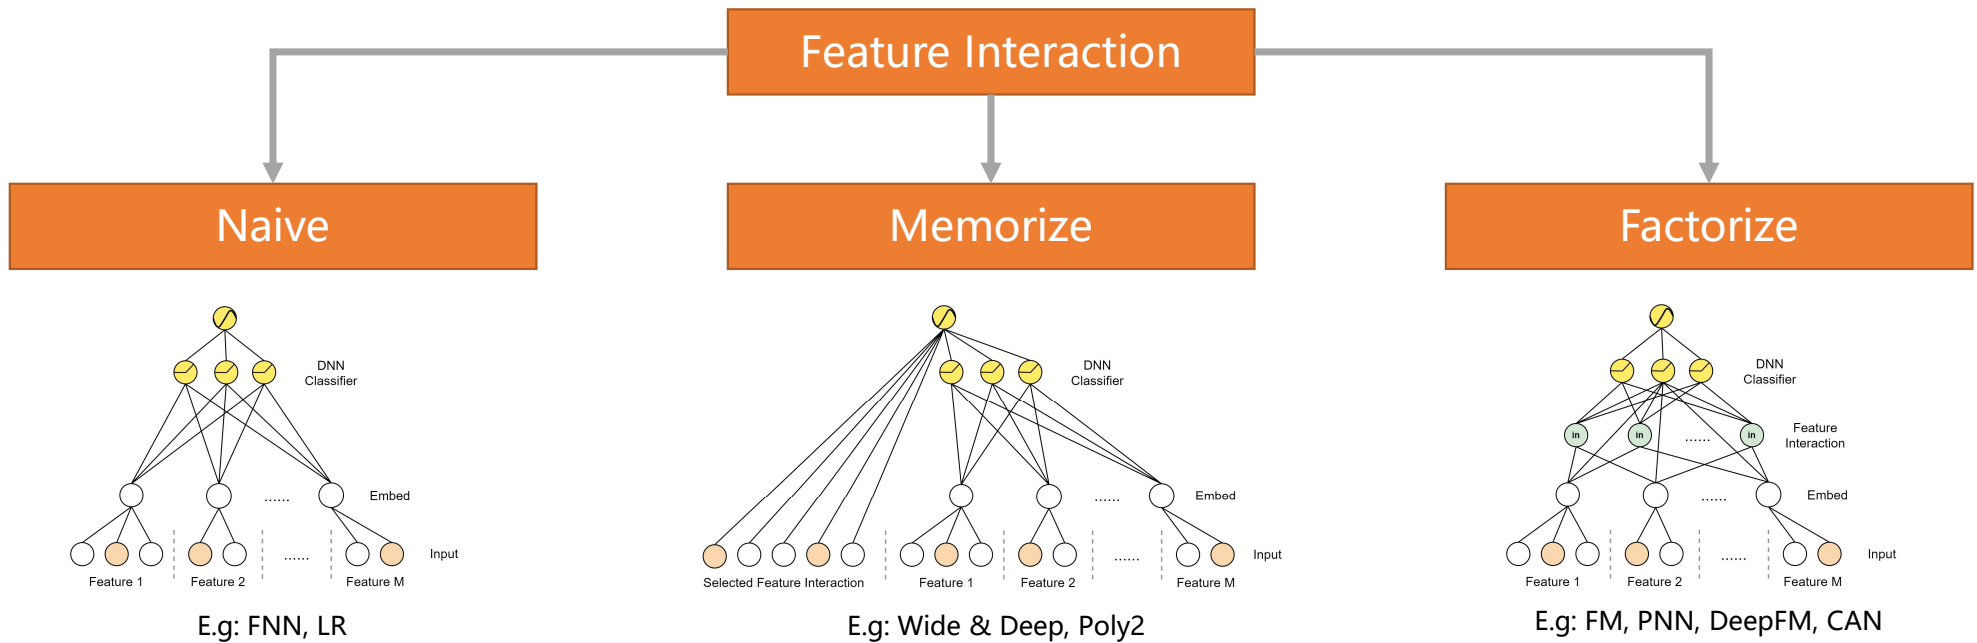 Feature Interaction
Naive
Memorize
Factorize
DNN
Classifier
Embed
......
......
Input
Feature 1
Feature 2
Feature M
E.g: FNN, LR
DNN
Classifier
Embed
......
......
Input
Selected Feature Interaction
Feature 1
Feature 2
Feature M
E.g: Wide & Deep, Poly2
DNN
Classifier
in
in
......
in
Feature
Interaction
......
Embed
......
Input
Feature 1
Feature 2
Feature M
E.g: FM, PNN, DeepFM, CAN